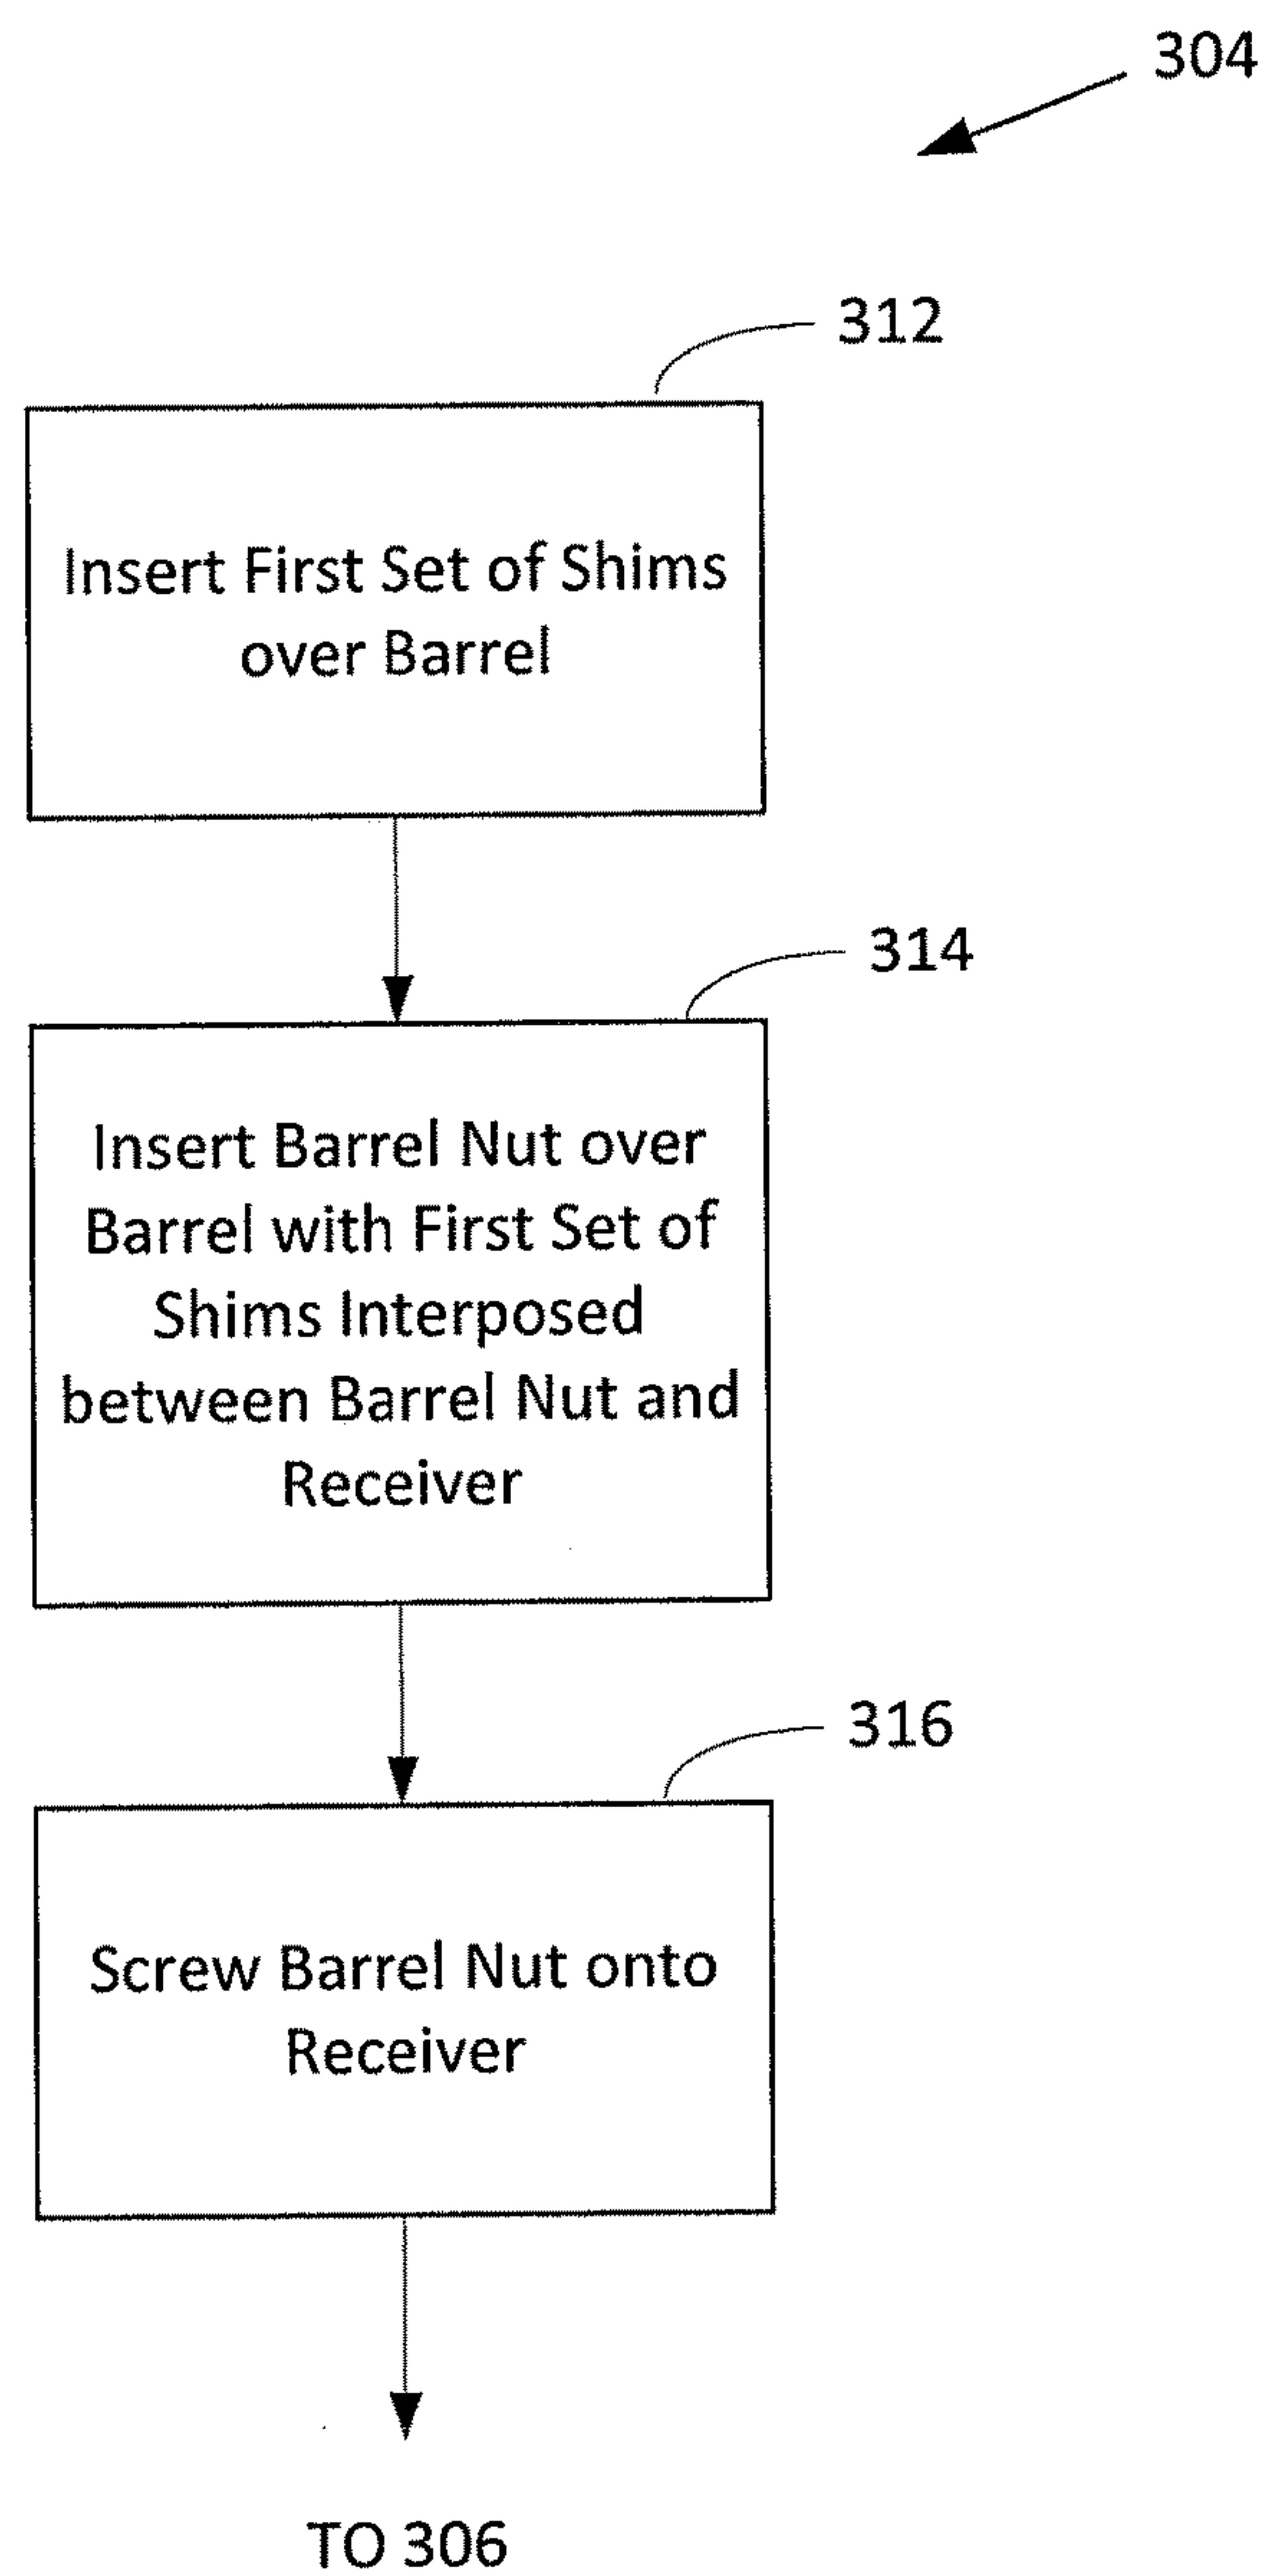 304
312
Insert First Set of Shims
over Barrel
314
Insert Barrel Nut over
Barrel with First Set of
Shims Interposed
between Barrel Nut and
Receiver
316
Screw Barrel Nut onto
Receiver
TO 306